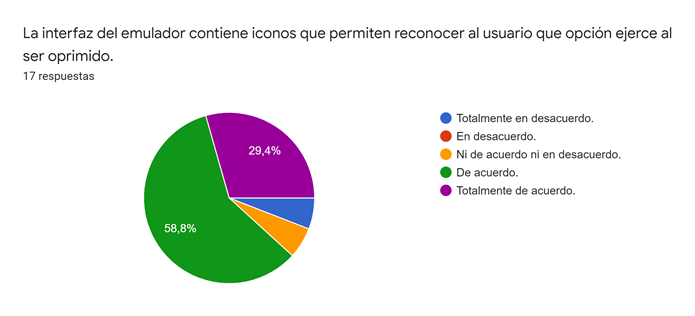 La interfaz del emulador contiene iconos que permiten reconocer al usuario que opción ejerce al
ser oprimido.
17 respuestas
29,4%
58,8%
Totalmente en desacuerdo.
En desacuerdo.
Ni de acuerdo ni en desacuerdo.
De acuerdo.
Totalmente de acuerdo.